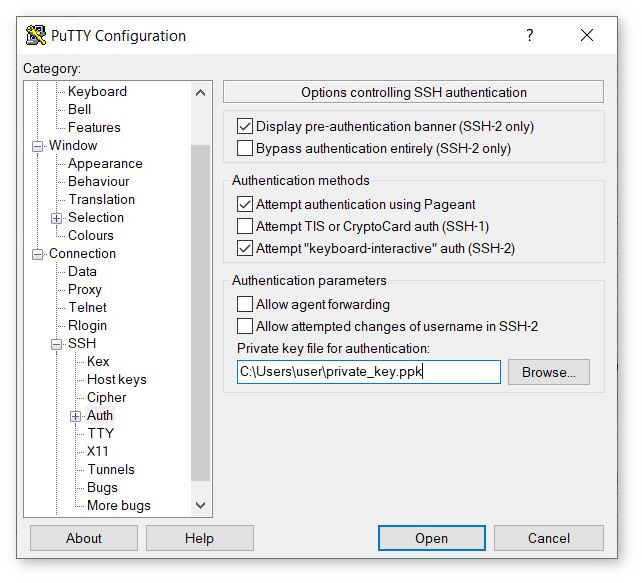 PuTTY Configuration
Category:
Keyboard
Bell
Features
Window
Appearance
Behaviour
Translation
Selection
Colours
Connection
Data
Proxy
Telnet
Rlogin
SSH
Kex
Host keys
Cipher
Auth
TTY
X11
Tunnels
Bugs
More bugs
Options controlling SSH authentication
Display pre-authentication banner (SSH-2 only)
Bypass authentication entirely (SSH-2 only)
Authentication methods
Attempt authentication using Pageant
Attempt TIS or CryptoCard auth (SSH-1)
Attempt "keyboard-interactive" auth (SSH-2)
Authentication parameters
Allow agent forwarding
Allow attempted changes of username in SSH-2
Private key file for authentication:
C:\Users\user\private_key.ppk
Browse...
About
Help
Open
Cancel